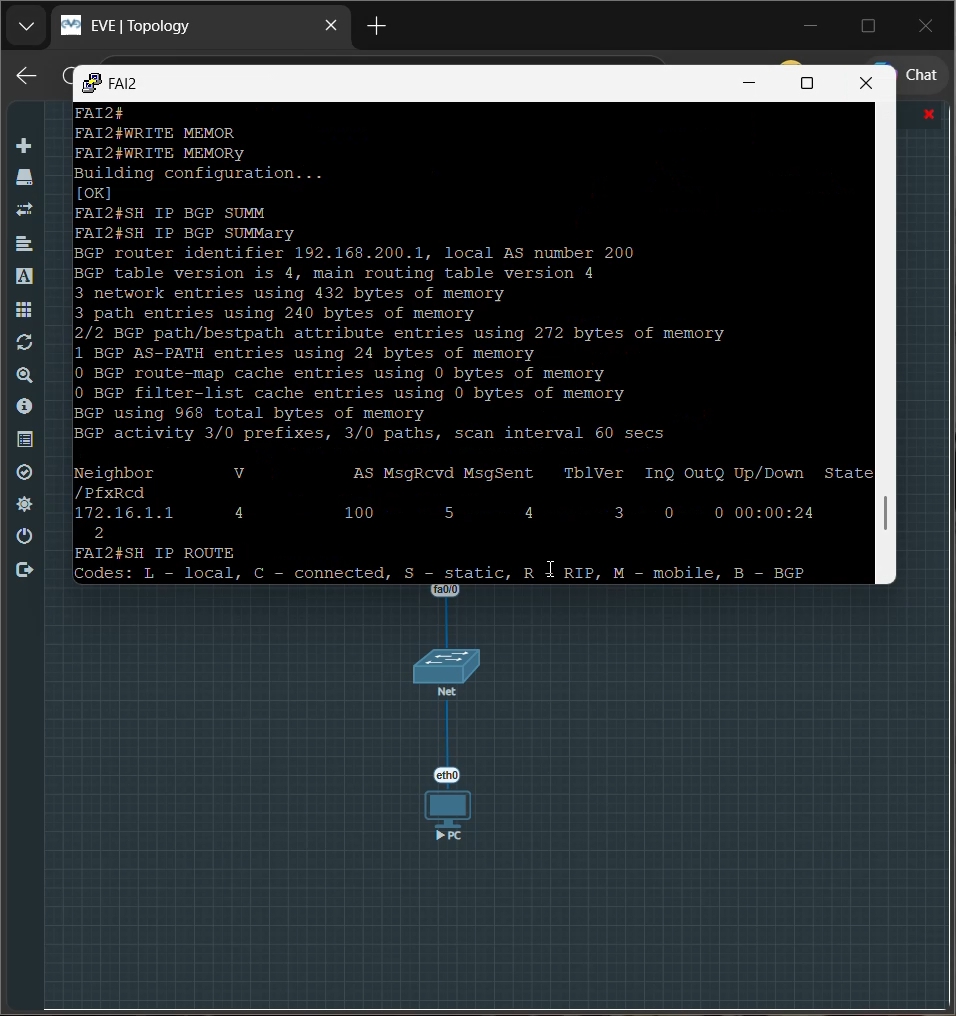 EVE | Topology
Chat
FAI2
FAI2#
FAI2#WRITE MEMOR
FAI2#WRITE MEMORy
Building configuration...
[OK]
FAI2#SH IP BGP SUMM
FAI2#SH IP BGP SUMMary
BGP router identifier 192.168.200.1, local AS number 200
BGP table version is 4, main routing table version 4
3 network entries using 432 bytes of memory
3 path entries using 240 bytes of memory
2/2 BGP path/bestpath attribute entries using 272 bytes of memory
1 BGP AS-PATH entries using 24 bytes of memory
0 BGP route-map cache entries using 0 bytes of memory
0 BGP filter-list cache entries using 0 bytes of memory
BGP using 968 total bytes of memory
BGP activity 3/0 prefixes, 3/0 paths, scan interval 60 secs
Neighbor V AS MsgRcvd MsgSent TblVer InQ OutQ Up/Down State
/PfxRcd
172.16.1.1 4 100 5 4 3 0 0 00:00:24
2
FAI2#SH IP ROUTE
Codes: L - local, C - connected, S - static, R - RIP, M - mobile, B - BGP
fa0/0
Net
eth0
PC